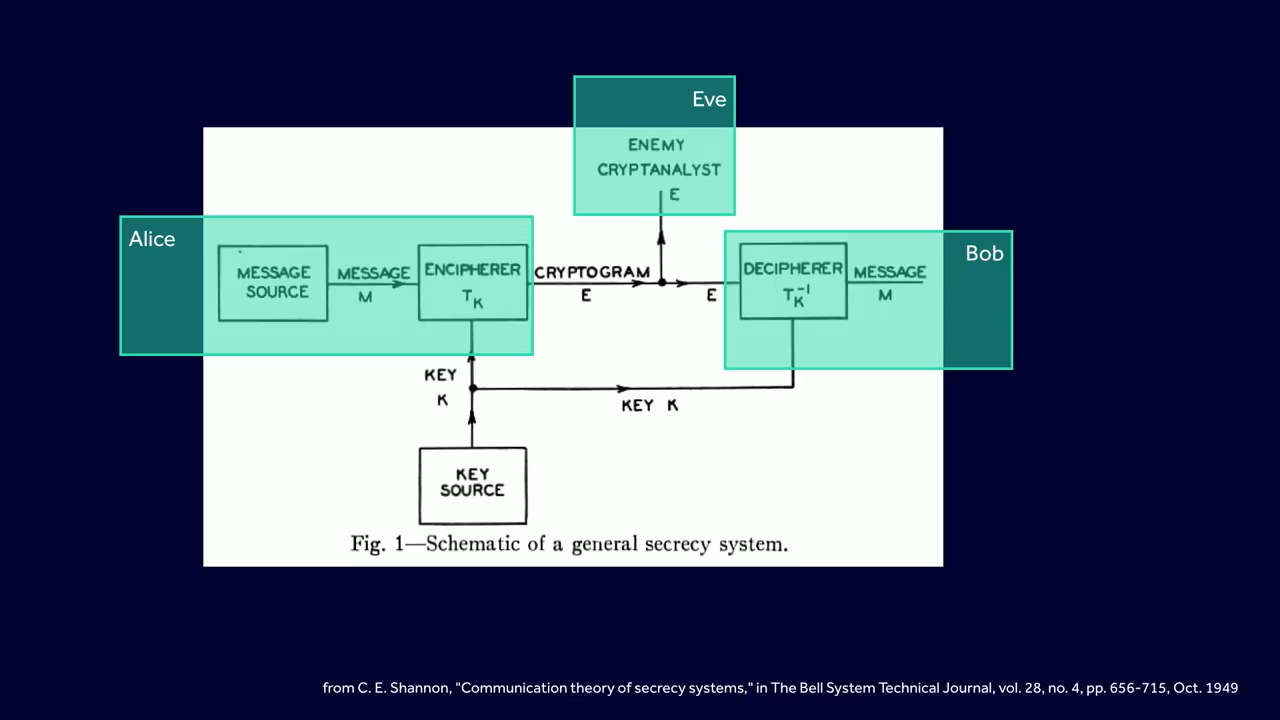 Eve
ENEMY
CRYPTANALYST
E
Alice
MESSAGE
SOURCE
MESSAGE
M
ENCIPHERER
T_K
CRYPTOGRAM
E
E
Bob
DECIPHERER
T_K^-1
MESSAGE
M
KEY
K
KEY K
KEY
SOURCE
Fig. 1—Schematic of a general secrecy system.
from C. E. Shannon, "Communication theory of secrecy systems," in The Bell System Technical Journal, vol. 28, no. 4, pp. 656-715, Oct. 1949